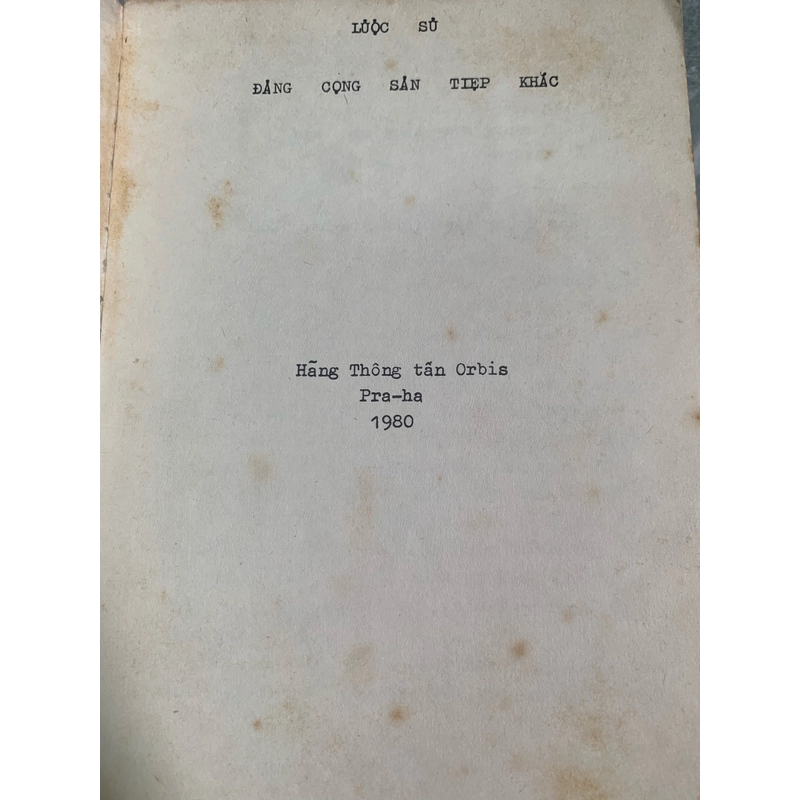 LƯỢC SỬ
ĐẢNG CỘNG SẢN TIỆP KHẮC
Hãng Thông tấn Orbis
Pra-ha
1980